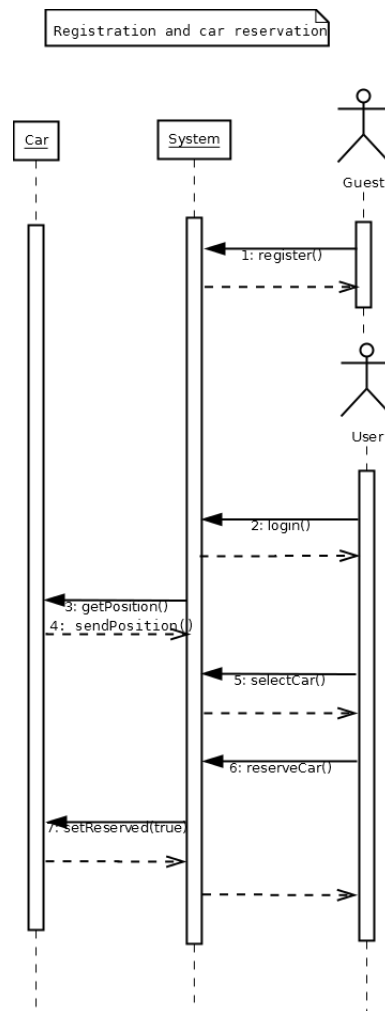 Registration and car reservation
Car
System
Guest
1: register()
User
2: login()
3: getPosition()
4: sendPosition()
5: selectCar()
6: reserveCar()
7: setReserved(true)